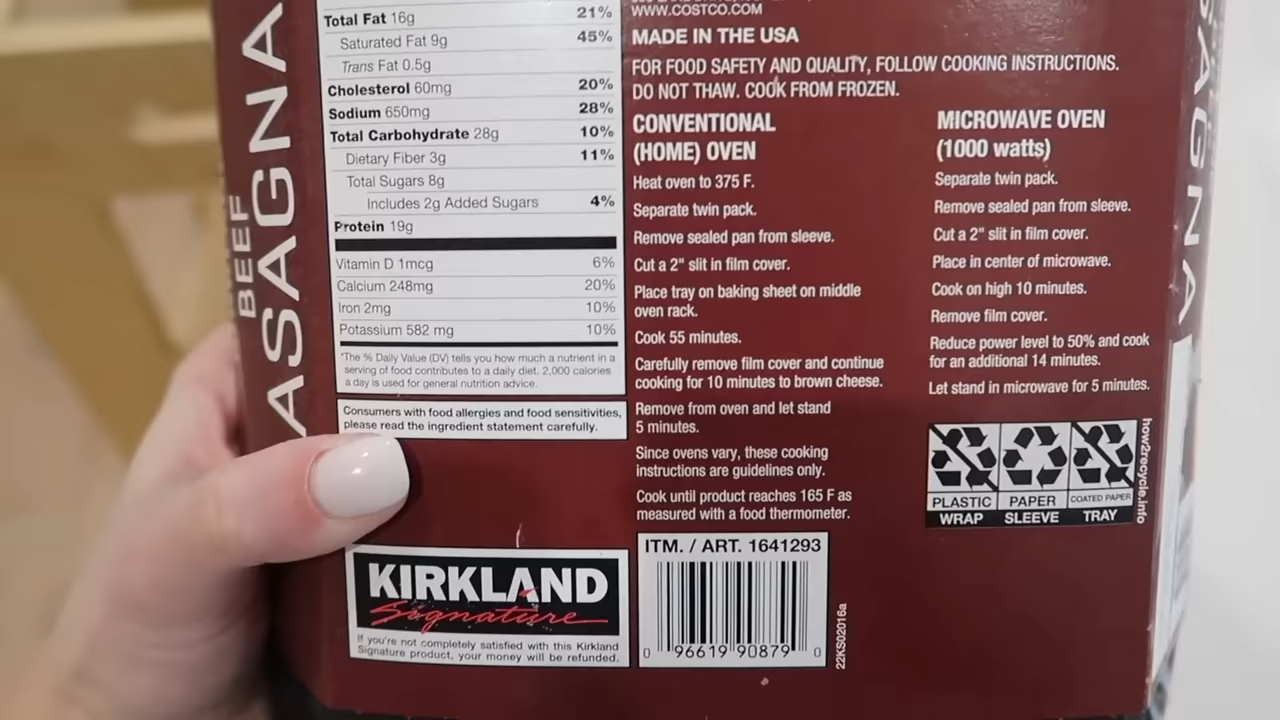 BEEF
LASAGNA
Total Fat 16g 21%
Saturated Fat 9g 45%
Trans Fat 0.5g
Cholesterol 60mg 20%
Sodium 650mg 28%
Total Carbohydrate 28g 10%
Dietary Fiber 3g 11%
Total Sugars 8g
Includes 2g Added Sugars 4%
Protein 19g
Vitamin D 1mcg 6%
Calcium 248mg 20%
Iron 2mg 10%
Potassium 582 mg 10%
*The % Daily Value (DV) tells you how much a nutrient in a
serving of food contributes to a daily diet. 2,000 calories
a day is used for general nutrition advice.
Consumers with food allergies and food sensitivities,
please read the ingredient statement carefully.
KIRKLAND
Signature
If you're not completely satisfied with this Kirkland
Signature product, your money will be refunded.
WWW.COSTCO.COM
MADE IN THE USA
FOR FOOD SAFETY AND QUALITY, FOLLOW COOKING INSTRUCTIONS.
DO NOT THAW. COOK FROM FROZEN.
CONVENTIONAL
(HOME) OVEN
Heat oven to 375 F.
Separate twin pack.
Remove sealed pan from sleeve.
Cut a 2" slit in film cover.
Place tray on baking sheet on middle
oven rack.
Cook 55 minutes.
Carefully remove film cover and continue
cooking for 10 minutes to brown cheese.
Remove from oven and let stand
5 minutes.
Since ovens vary, these cooking
instructions are guidelines only.
Cook until product reaches 165 F as
measured with a food thermometer.
ITM. / ART. 1641293
0 96619 90879 0
22KS02016a
MICROWAVE OVEN
(1000 watts)
Separate twin pack.
Remove sealed pan from sleeve.
Cut a 2" slit in film cover.
Place in center of microwave.
Cook on high 10 minutes.
Remove film cover.
Reduce power level to 50% and cook
for an additional 14 minutes.
Let stand in microwave for 5 minutes.
PLASTIC PAPER COATED PAPER
WRAP SLEEVE TRAY
how2recycle.info
SAGNA